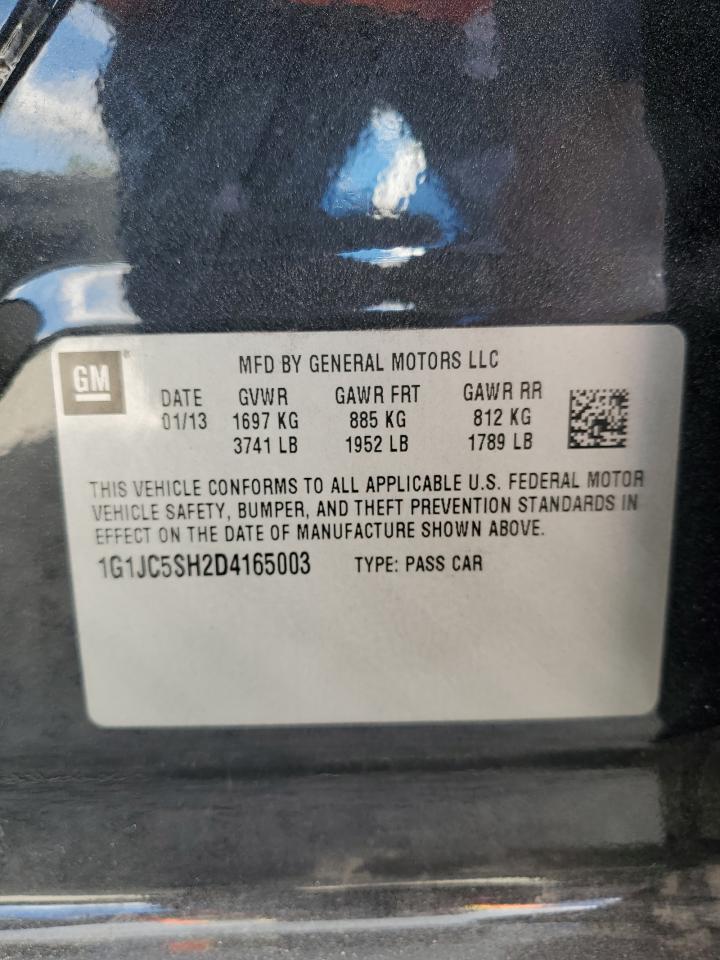 GM ®
MFD BY GENERAL MOTORS LLC
DATE GVWR GAWR FRT GAWR RR
01/13 1697 KG 885 KG 812 KG
3741 LB 1952 LB 1789 LB
THIS VEHICLE CONFORMS TO ALL APPLICABLE U.S. FEDERAL MOTOR
VEHICLE SAFETY, BUMPER, AND THEFT PREVENTION STANDARDS IN
EFFECT ON THE DATE OF MANUFACTURE SHOWN ABOVE.
1G1JC5SH2D4165003 TYPE: PASS CAR